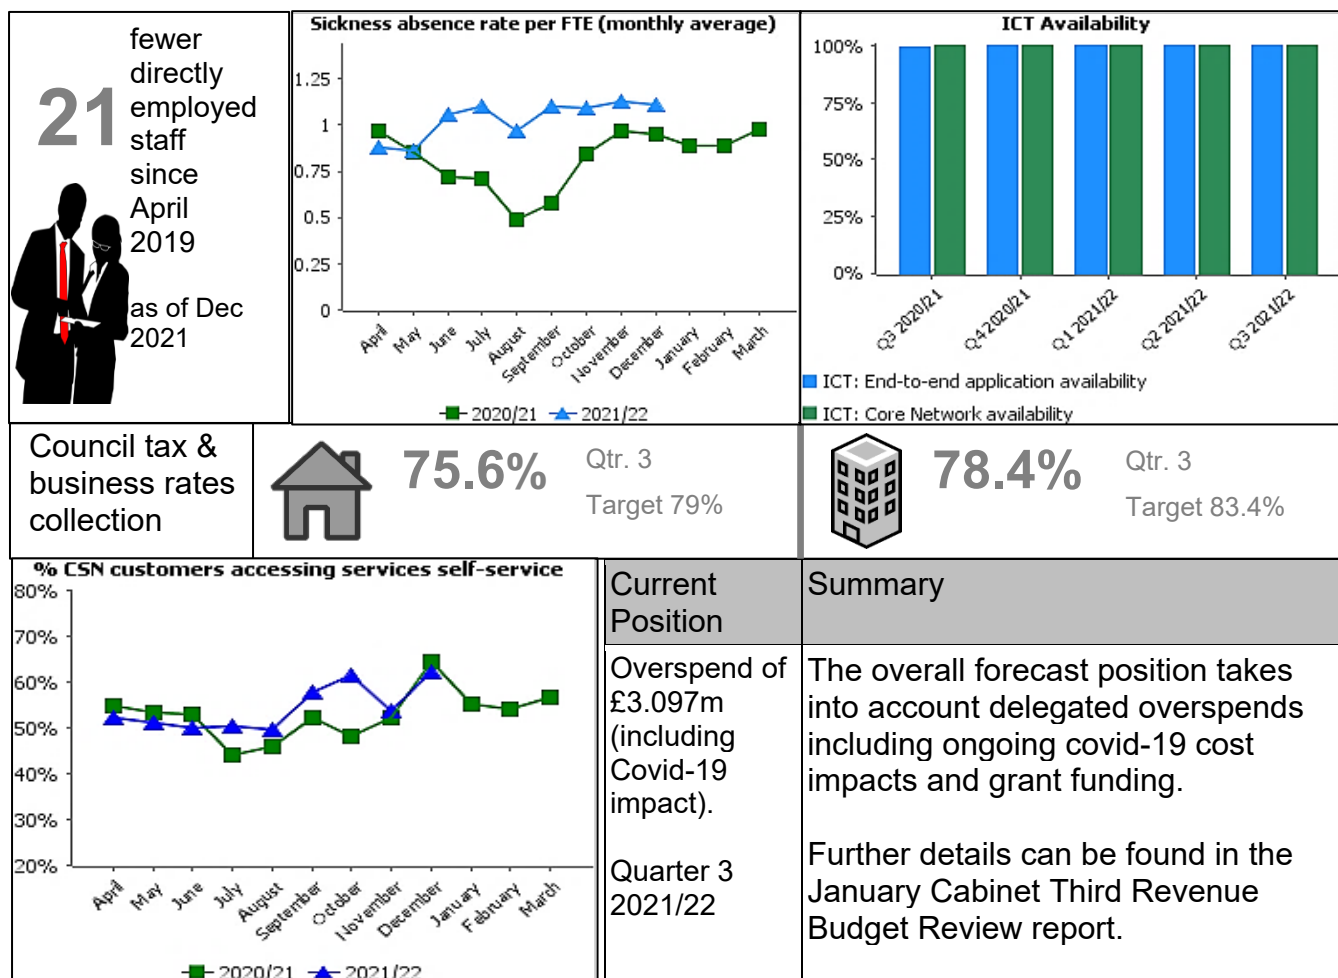 21
fewer
directly
employed
staff
since
April
2019
as of Dec
2021
Sickness absence rate per FTE (monthly average)
1.25
1
0.75
0.5
0.25
0
April
May
June
July
August
September
October
November
December
January
February
March
2020/21
2021/22
ICT Availability
100%
75%
50%
25%
0%
Q3 2020/21
Q4 2020/21
Q1 2021/22
Q2 2021/22
Q3 2021/22
ICT: End-to-end application availability
ICT: Core Network availability
Council tax &
business rates
collection
75.6%
Qtr. 3
Target 79%
78.4%
Qtr. 3
Target 83.4%
% CSN customers accessing services self-service
80%
70%
60%
50%
40%
30%
20%
April
May
June
July
August
September
October
November
December
January
February
March
2020/21
2021/22
Current
Position
Summary
Overspend of
£3.097m
(including
Covid-19
impact).
Quarter 3
2021/22
The overall forecast position takes
into account delegated overspends
including ongoing covid-19 cost
impacts and grant funding.
Further details can be found in the
January Cabinet Third Revenue
Budget Review report.